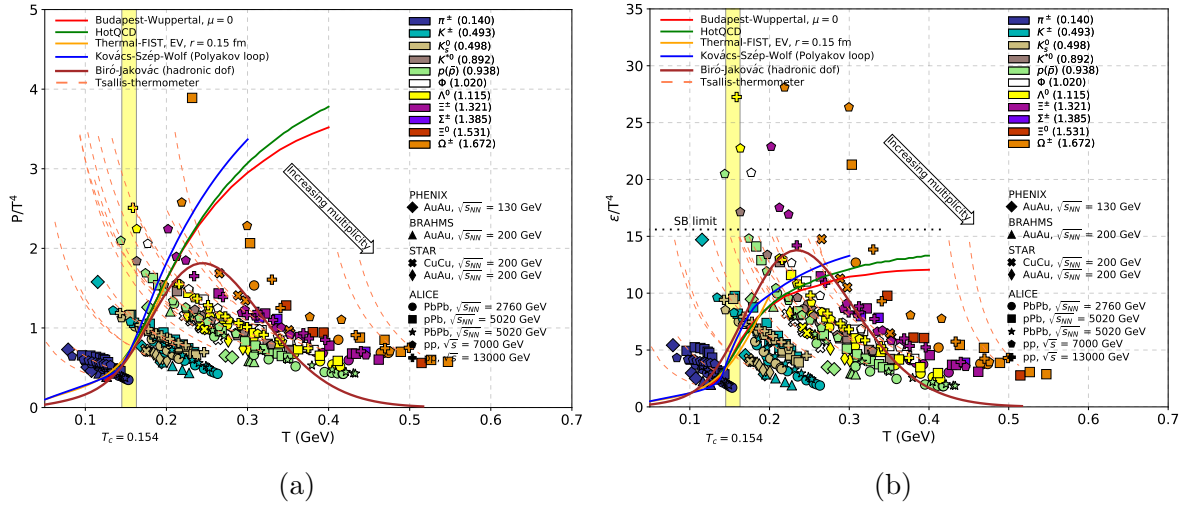 5
4
3
2
1
0
P/T⁴
0.1
0.2
0.3
0.4
0.5
0.6
0.7
T (GeV)
T_c = 0.154
Budapest-Wuppertal, μ = 0
HotQCD
Thermal-FIST, EV, r = 0.15 fm
Kovács-Szép-Wolf (Polyakov loop)
Biró-Jakovác (hadronic dof)
Tsallis-thermometer
π± (0.140)
K± (0.493)
K⁰ₛ (0.498)
K*⁰ (0.892)
p(p̄) (0.938)
Φ (1.020)
Λ⁰ (1.115)
Ξ± (1.321)
Σ± (1.385)
Ξ⁰ (1.531)
Ω± (1.672)
Increasing multiplicity
PHENIX
AuAu, √s_NN = 130 GeV
BRAHMS
AuAu, √s_NN = 200 GeV
STAR
CuCu, √s_NN = 200 GeV
AuAu, √s_NN = 200 GeV
ALICE
PbPb, √s_NN = 2760 GeV
pPb, √s_NN = 5020 GeV
PbPb, √s_NN = 5020 GeV
pp, √s = 7000 GeV
pp, √s = 13000 GeV
(a)
35
30
25
20
15
10
5
0
ε/T⁴
0.1
0.2
0.3
0.4
0.5
0.6
0.7
T (GeV)
T_c = 0.154
Budapest-Wuppertal, μ = 0
HotQCD
Thermal-FIST, EV, r = 0.15 fm
Kovács-Szép-Wolf (Polyakov loop)
Biró-Jakovác (hadronic dof)
Tsallis-thermometer
π± (0.140)
K± (0.493)
K⁰ₛ (0.498)
K*⁰ (0.892)
p(p̄) (0.938)
Φ (1.020)
Λ⁰ (1.115)
Ξ± (1.321)
Σ± (1.385)
Ξ⁰ (1.531)
Ω± (1.672)
Increasing multiplicity
SB limit
PHENIX
AuAu, √s_NN = 130 GeV
BRAHMS
AuAu, √s_NN = 200 GeV
STAR
CuCu, √s_NN = 200 GeV
AuAu, √s_NN = 200 GeV
ALICE
PbPb, √s_NN = 2760 GeV
pPb, √s_NN = 5020 GeV
PbPb, √s_NN = 5020 GeV
pp, √s = 7000 GeV
pp, √s = 13000 GeV
(b)